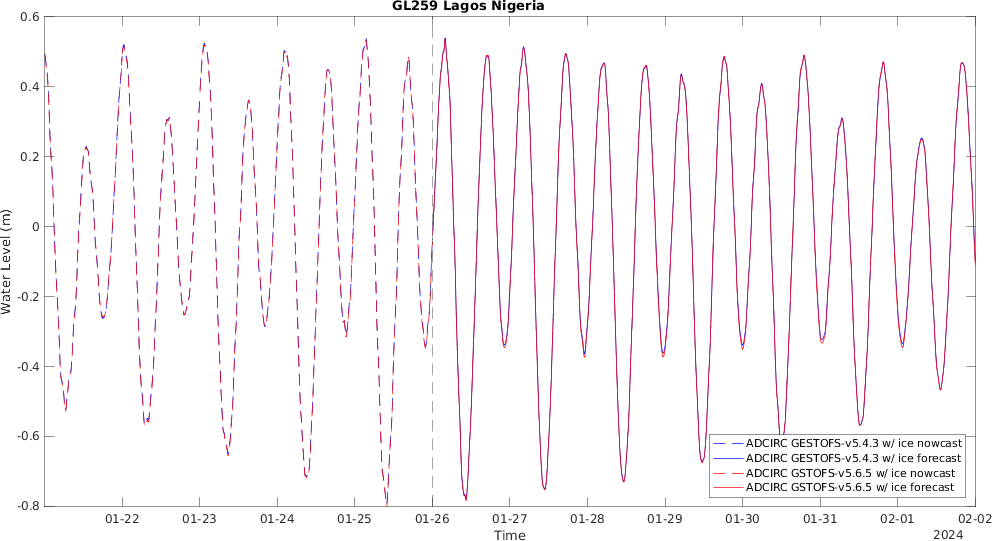 GL259 Lagos Nigeria
0.6
0.4
0.2
0
-0.2
-0.4
-0.6
-0.8
Water Level (m)
ADCIRC GESTOFS-v5.4.3 w/ ice nowcast
ADCIRC GESTOFS-v5.4.3 w/ ice forecast
ADCIRC GSTOFS-v5.6.5 w/ ice nowcast
ADCIRC GSTOFS-v5.6.5 w/ ice forecast
01-22 01-23 01-24 01-25 01-26 01-27 01-28 01-29 01-30 01-31 02-01 02-02
Time
2024